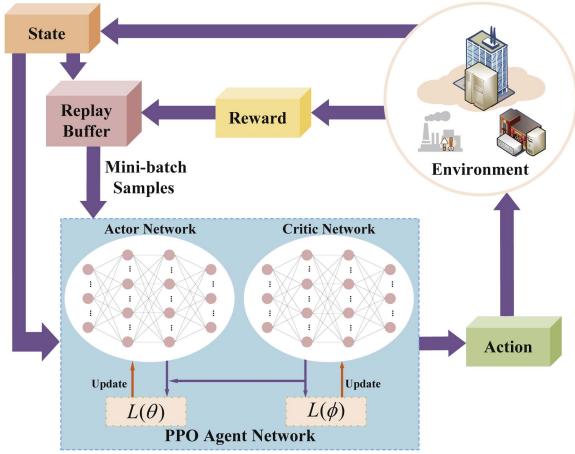 State
Replay
Buffer
Reward
Environment
Mini-batch
Samples
Actor Network
Critic Network
Update
Update
L(θ)
L(ϕ)
PPO Agent Network
Action